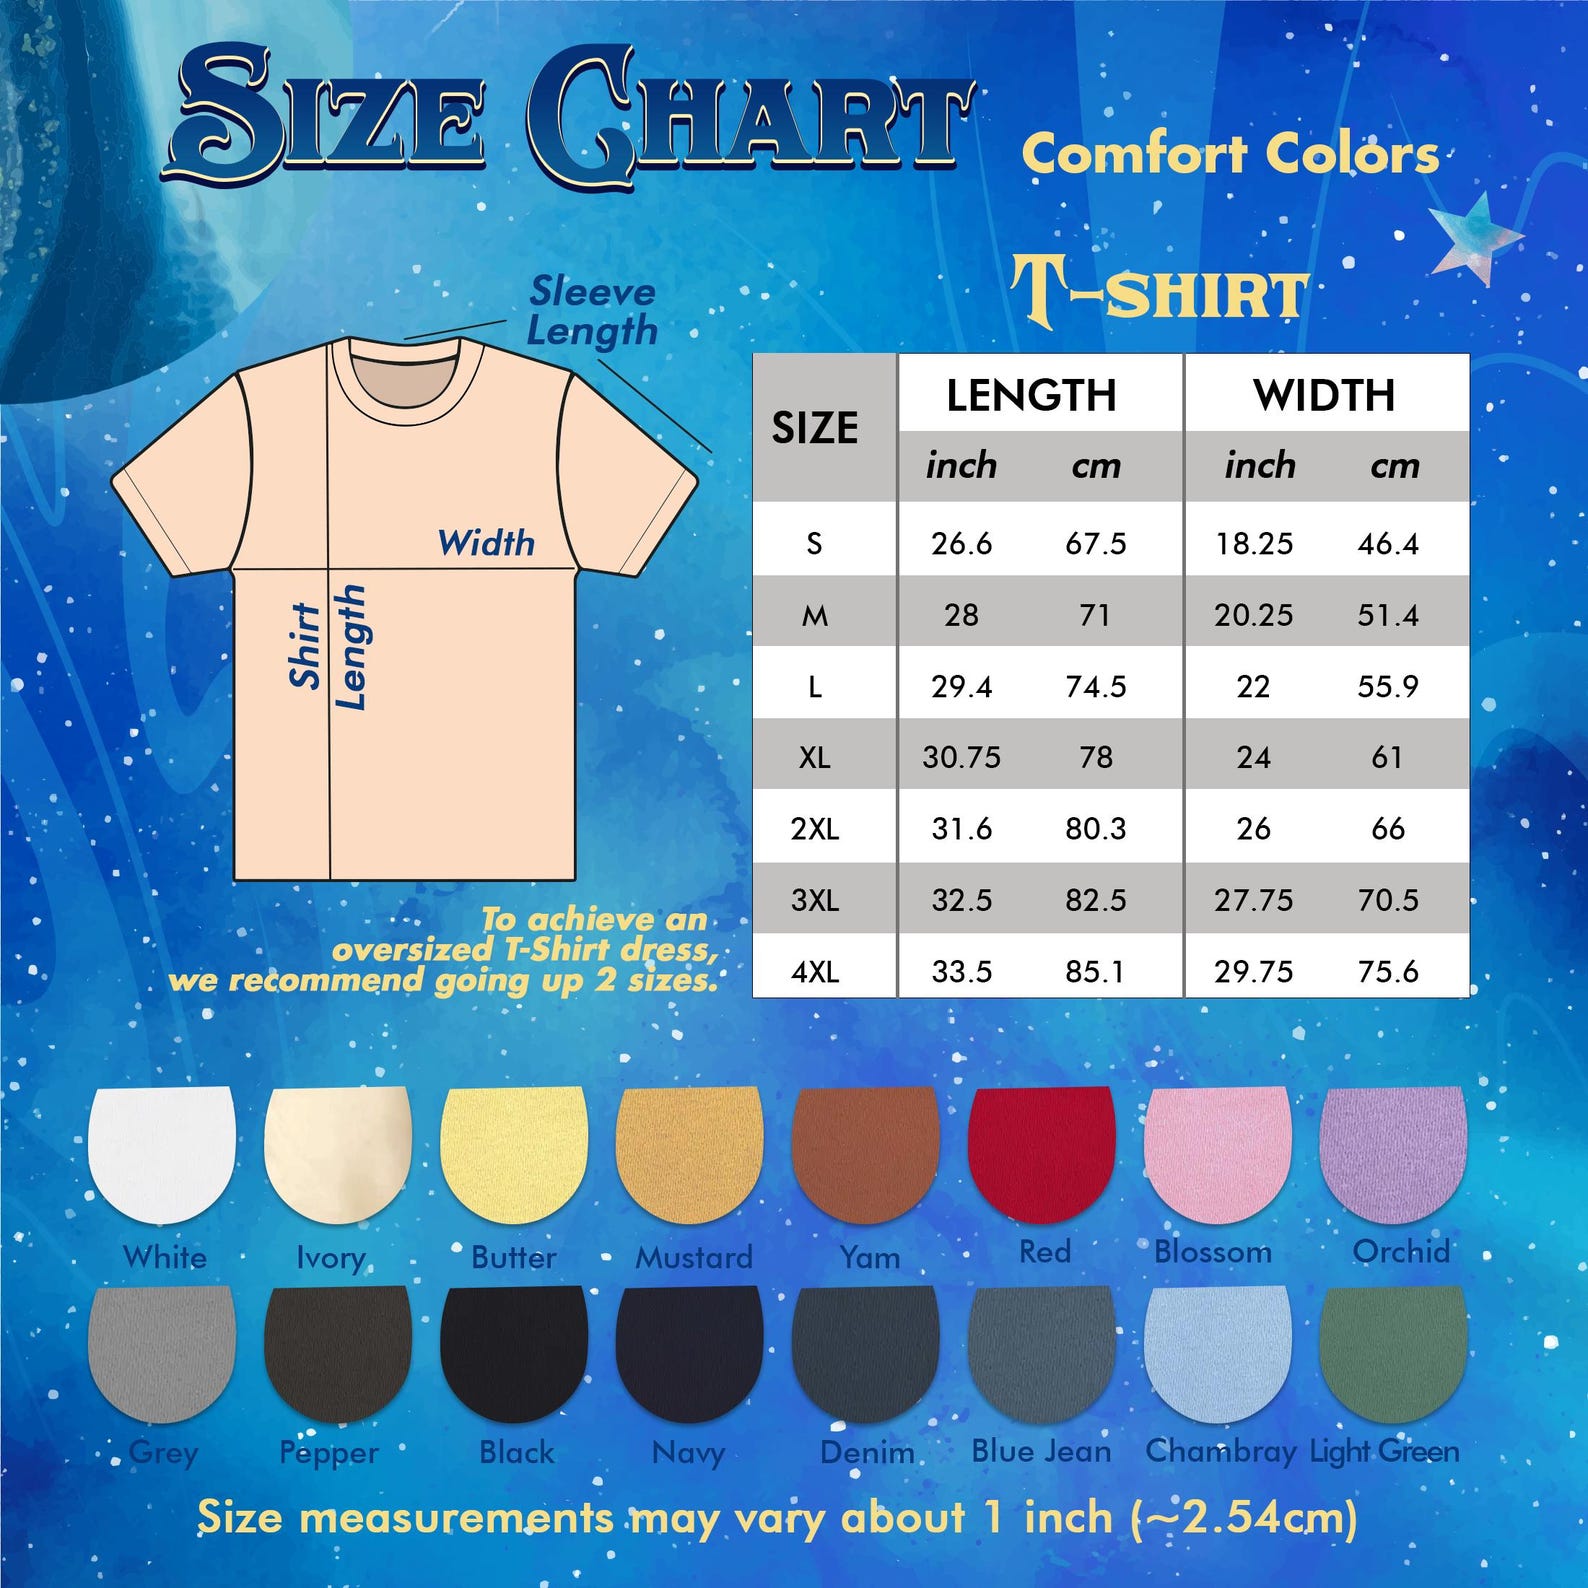 SIZE CHART
Comfort Colors
T-SHIRT
Sleeve
Length
Width
Shirt
Length
SIZE LENGTH WIDTH
inch cm inch cm
S 26.6 67.5 18.25 46.4
M 28 71 20.25 51.4
L 29.4 74.5 22 55.9
XL 30.75 78 24 61
2XL 31.6 80.3 26 66
3XL 32.5 82.5 27.75 70.5
4XL 33.5 85.1 29.75 75.6
To achieve an
oversized T-Shirt dress,
we recommend going up 2 sizes.
White Ivory Butter Mustard Yam Red Blossom Orchid
Grey Pepper Black Navy Denim Blue Jean Chambray Light Green
Size measurements may vary about 1 inch (~2.54cm)